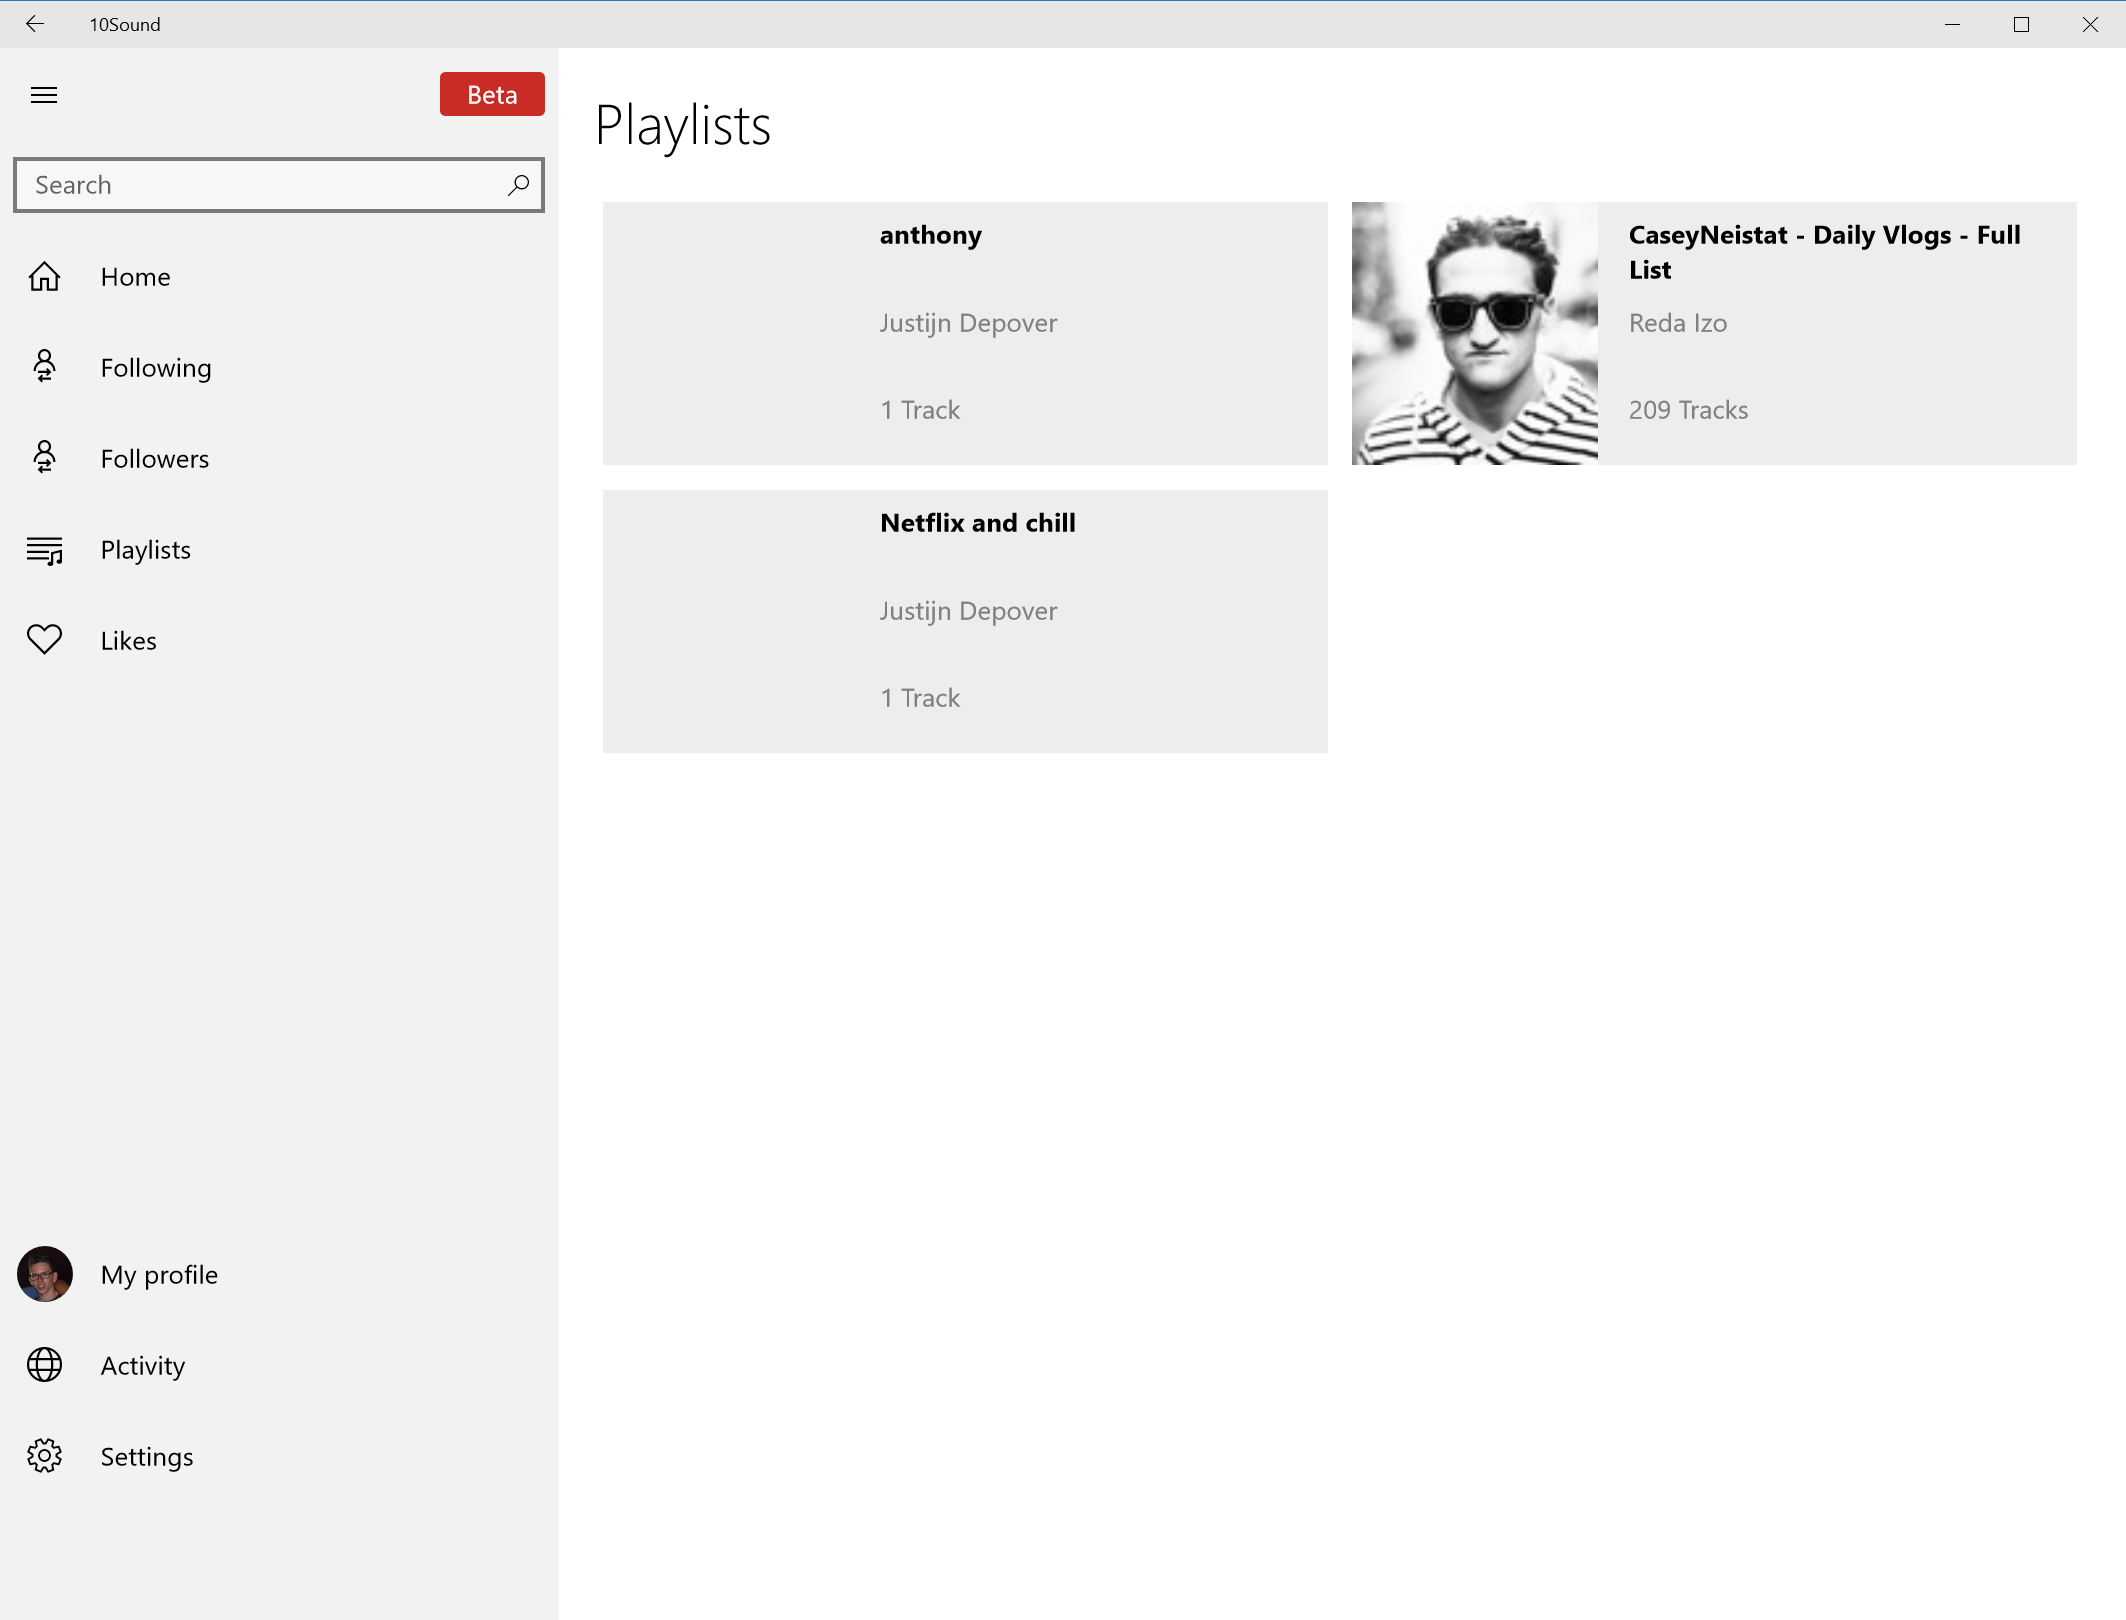 10Sound
Beta
Search
Home
Following
Followers
Playlists
Likes
My profile
Activity
Settings
Playlists
anthony
Justijn Depover
1 Track
CaseyNeistat - Daily Vlogs - Full
List
Reda Izo
209 Tracks
Netflix and chill
Justijn Depover
1 Track